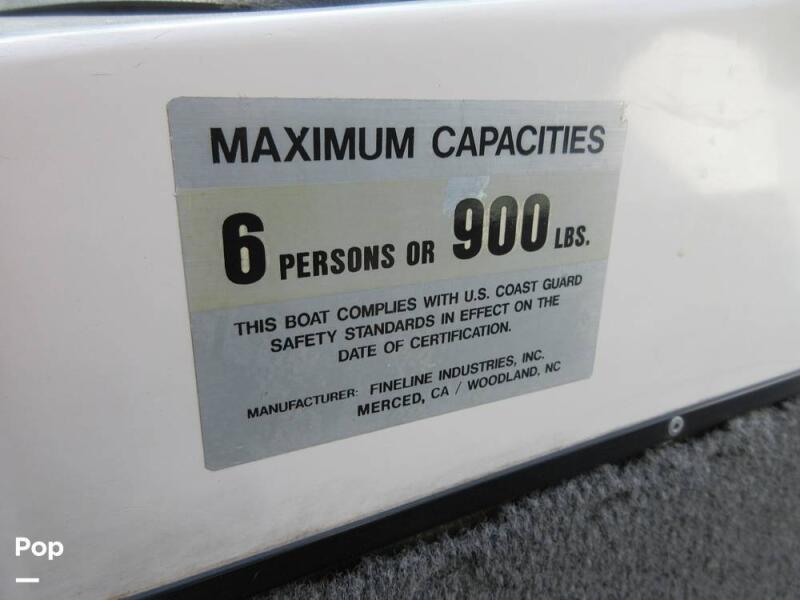 MAXIMUM CAPACITIES
6 PERSONS OR 900 LBS.
THIS BOAT COMPLIES WITH U.S. COAST GUARD
SAFETY STANDARDS IN EFFECT ON THE
DATE OF CERTIFICATION.
MANUFACTURER: FINELINE INDUSTRIES, INC.
MERCED, CA / WOODLAND, NC
Pop